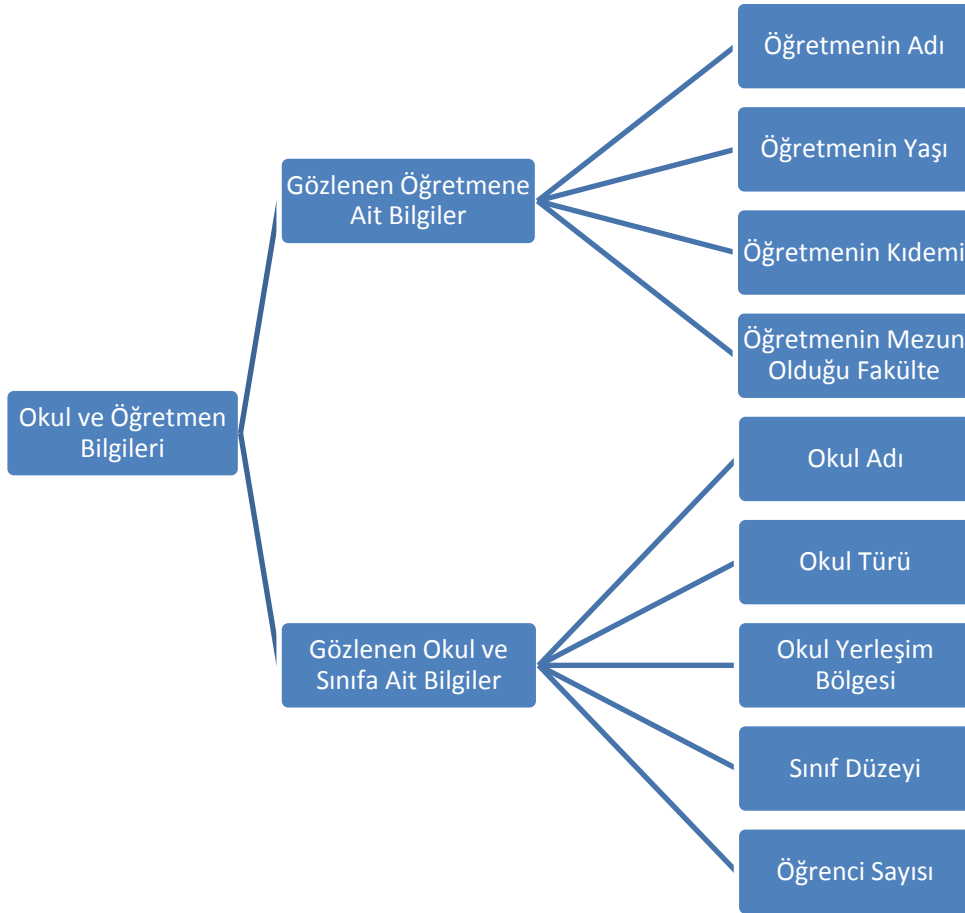 Okul ve Öğretmen
Bilgileri
Gözlenen Öğretmene
Ait Bilgiler
Öğretmenin Adı
Öğretmenin Yaşı
Öğretmenin Kıdemi
Öğretmenin Mezun
Olduğu Fakülte
Gözlenen Okul ve
Sınıfa Ait Bilgiler
Okul Adı
Okul Türü
Okul Yerleşim
Bölgesi
Sınıf Düzeyi
Öğrenci Sayısı